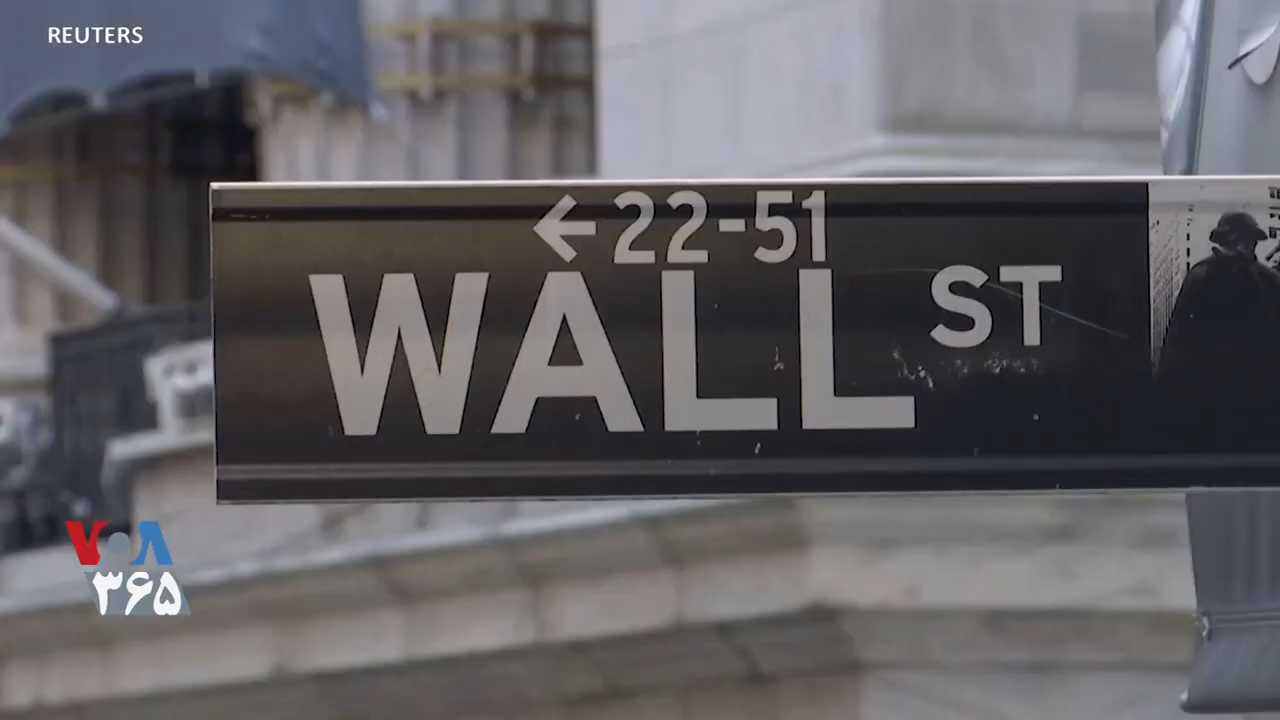 REUTERS
←22-51
WALL ST
VOA
۳۶۵